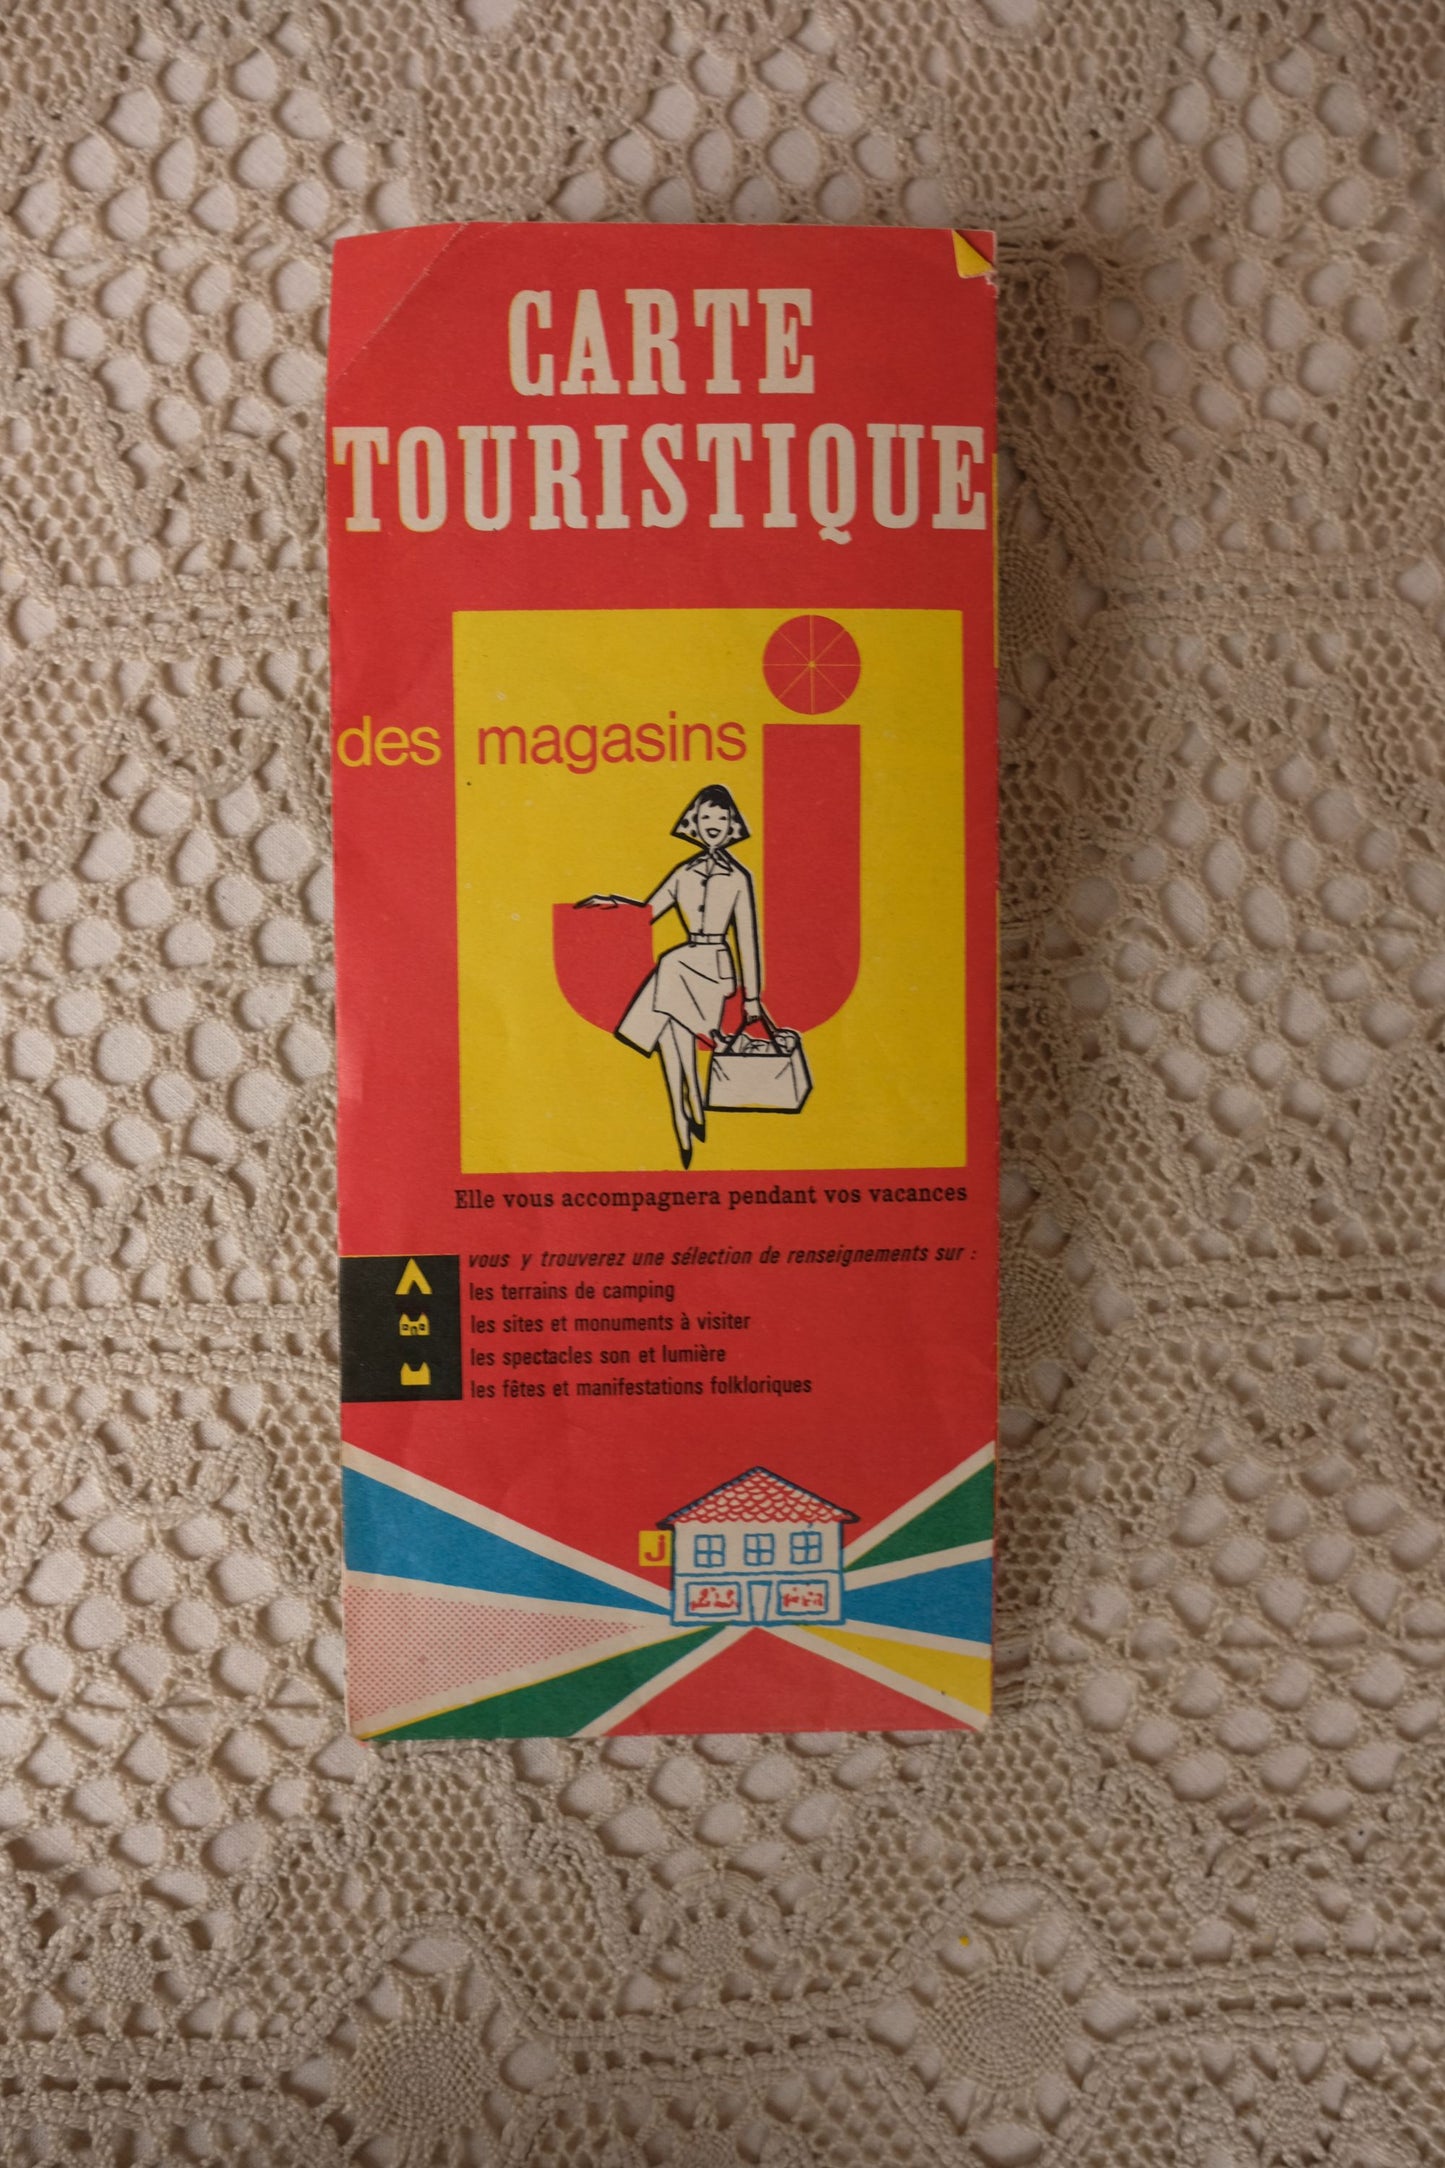 CARTE
TOURISTIQUE
des magasins j
Elle vous accompagnera pendant vos vacances
vous y trouverez une sélection de renseignements sur :
les terrains de camping
les sites et monuments à visiter
les spectacles son et lumière
les fêtes et manifestations folkloriques
j